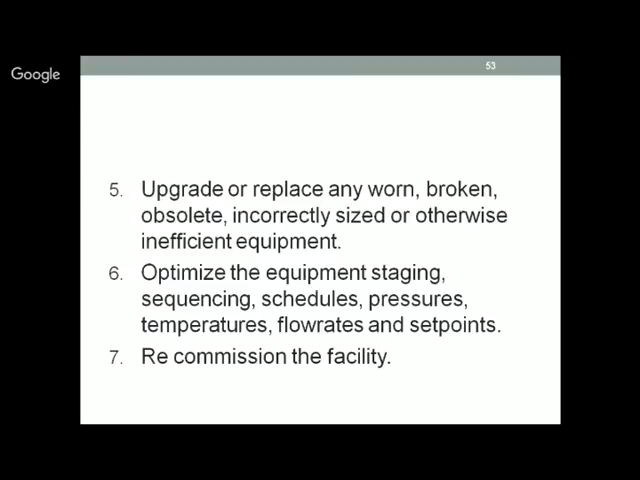 Google
53
5. Upgrade or replace any worn, broken,
obsolete, incorrectly sized or otherwise
inefficient equipment.
6. Optimize the equipment staging,
sequencing, schedules, pressures,
temperatures, flowrates and setpoints.
7. Re commission the facility.